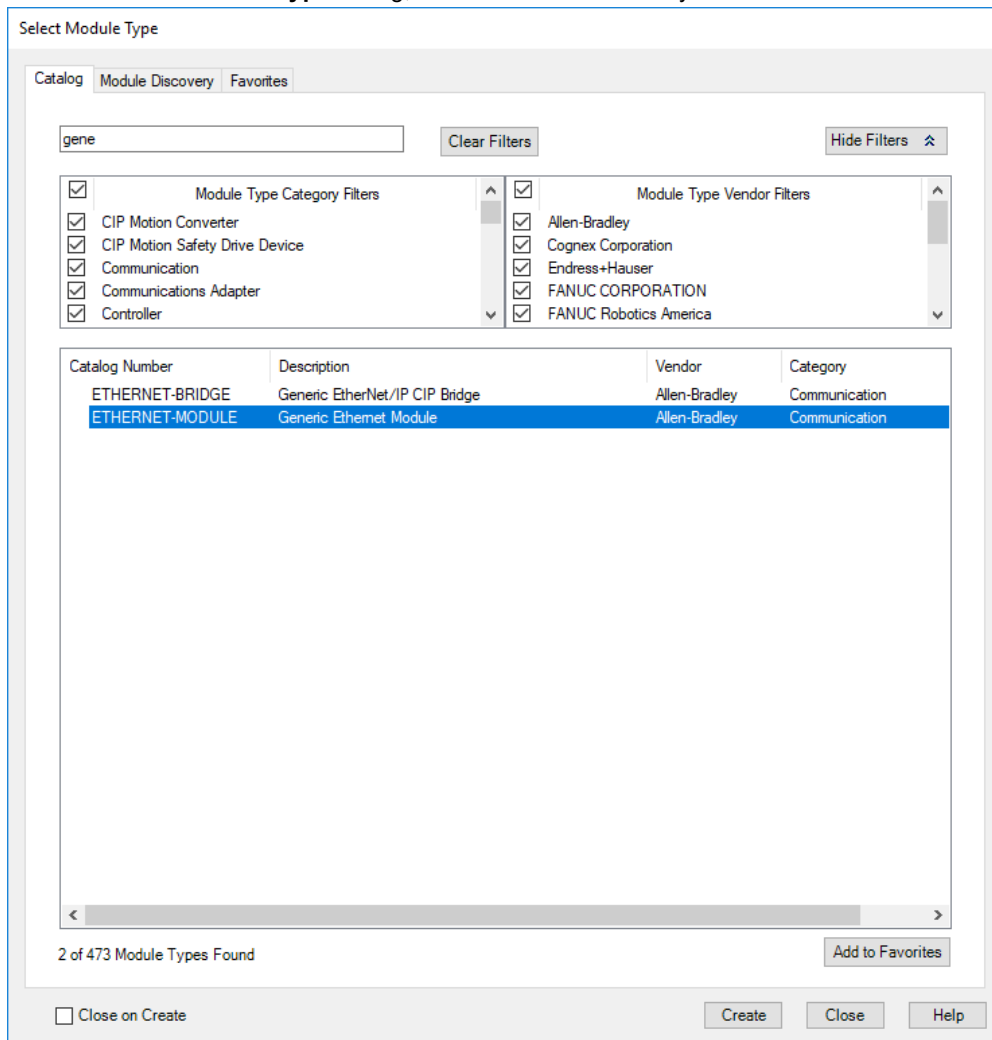 Select Module Type
Catalog Module Discovery Favorites
gene Clear Filters Hide Filters
Module Type Category Filters
CIP Motion Converter
CIP Motion Safety Drive Device
Communication
Communications Adapter
Controller
Module Type Vendor Filters
Allen-Bradley
Cognex Corporation
Endress+Hauser
FANUC CORPORATION
FANUC Robotics America
Catalog Number Description Vendor Category
ETHERNET-BRIDGE Generic EtherNet/IP CIP Bridge Allen-Bradley Communication
ETHERNET-MODULE Generic Ethernet Module Allen-Bradley Communication
2 of 473 Module Types Found Add to Favorites
Close on Create Create Close Help